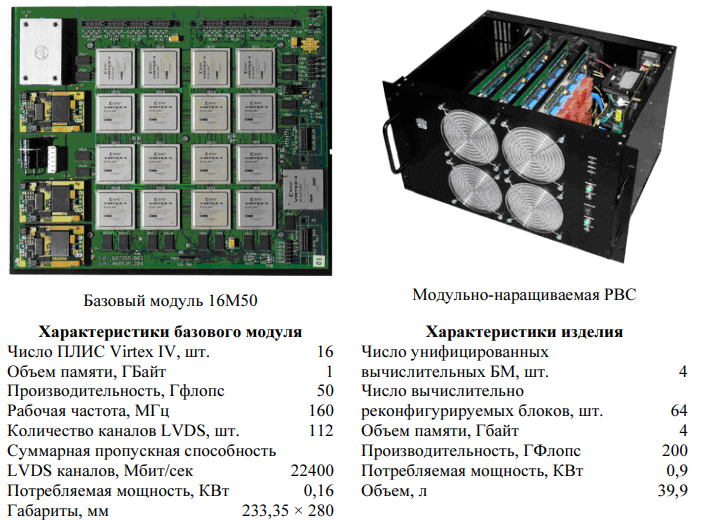 XILINX
VIRTEX-4
Базовый модуль 16М50
Модульно-наращиваемая РВС
Характеристики базового модуля
Число ПЛИС Virtex IV, шт. 16
Объем памяти, ГБайт 1
Производительность, Гфлопс 50
Рабочая частота, МГц 160
Количество каналов LVDS, шт. 112
Суммарная пропускная способность
LVDS каналов, Мбит/сек 22400
Потребляемая мощность, КВт 0,16
Габариты, мм 233,35 × 280
Характеристики изделия
Число унифицированных
вычислительных БМ, шт. 4
Число вычислительно
реконфигурируемых блоков, шт. 64
Объем памяти, Гбайт 4
Производительность, ГФлопс 200
Потребляемая мощность, КВт 0,9
Объем, л 39,9